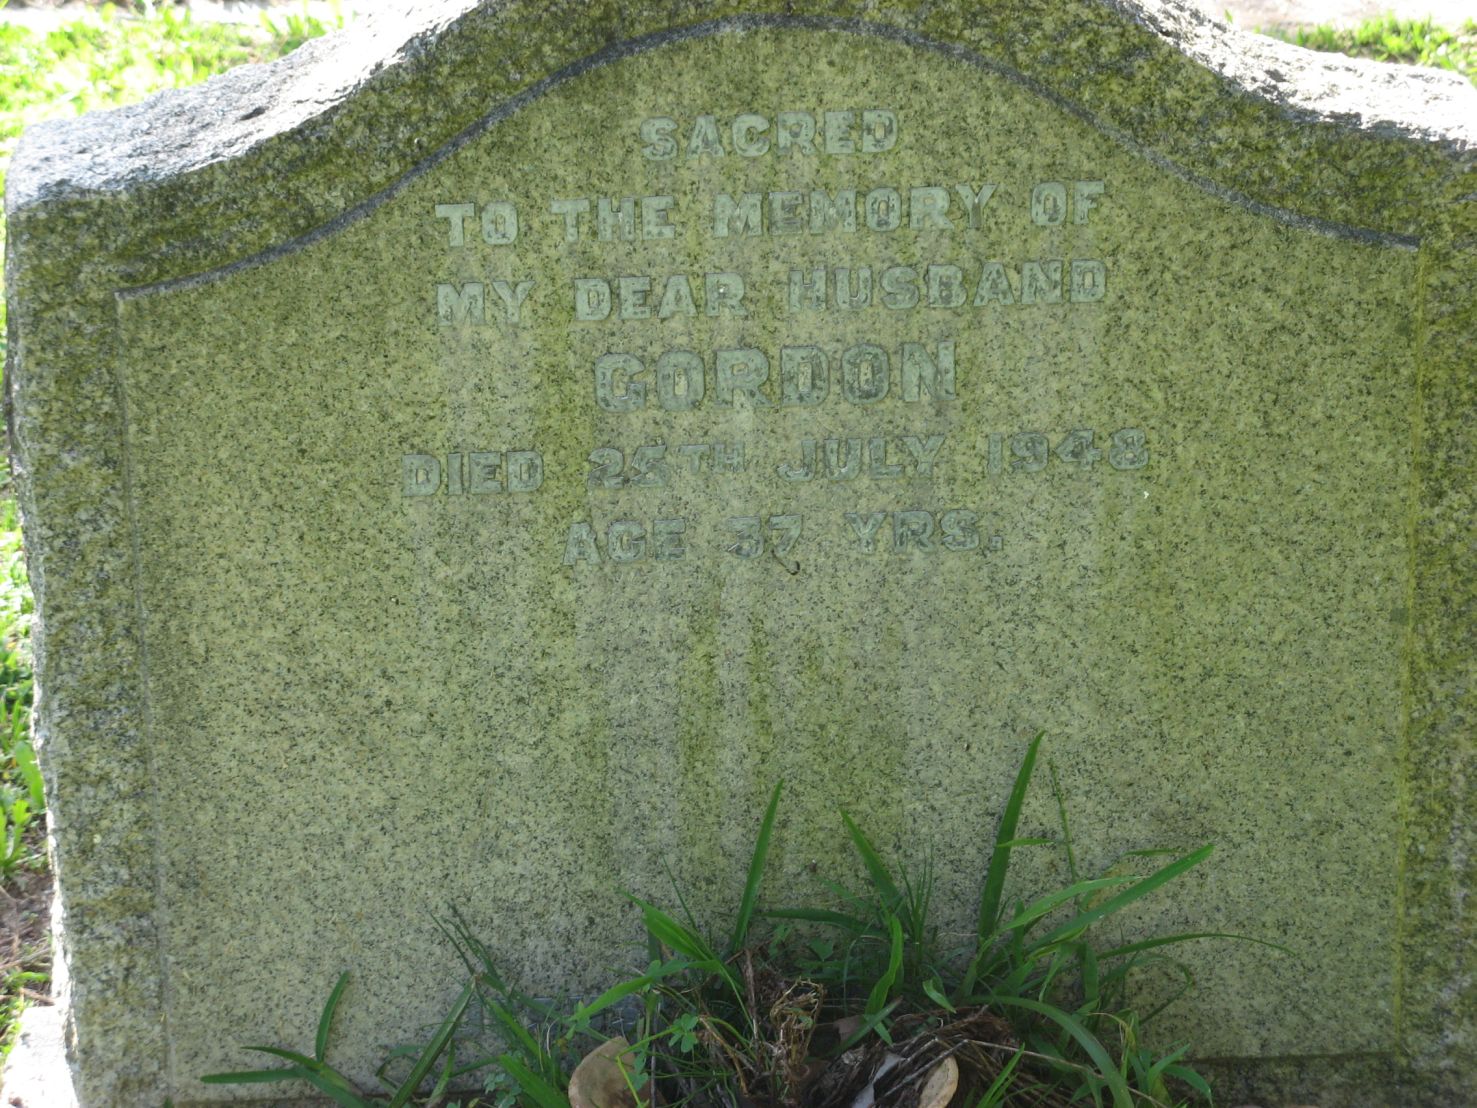 SACRED
TO THE MEMORY OF
MY DEAR HUSBAND
GORDON
DIED 25TH JULY 1948
AGE 37 YRS.